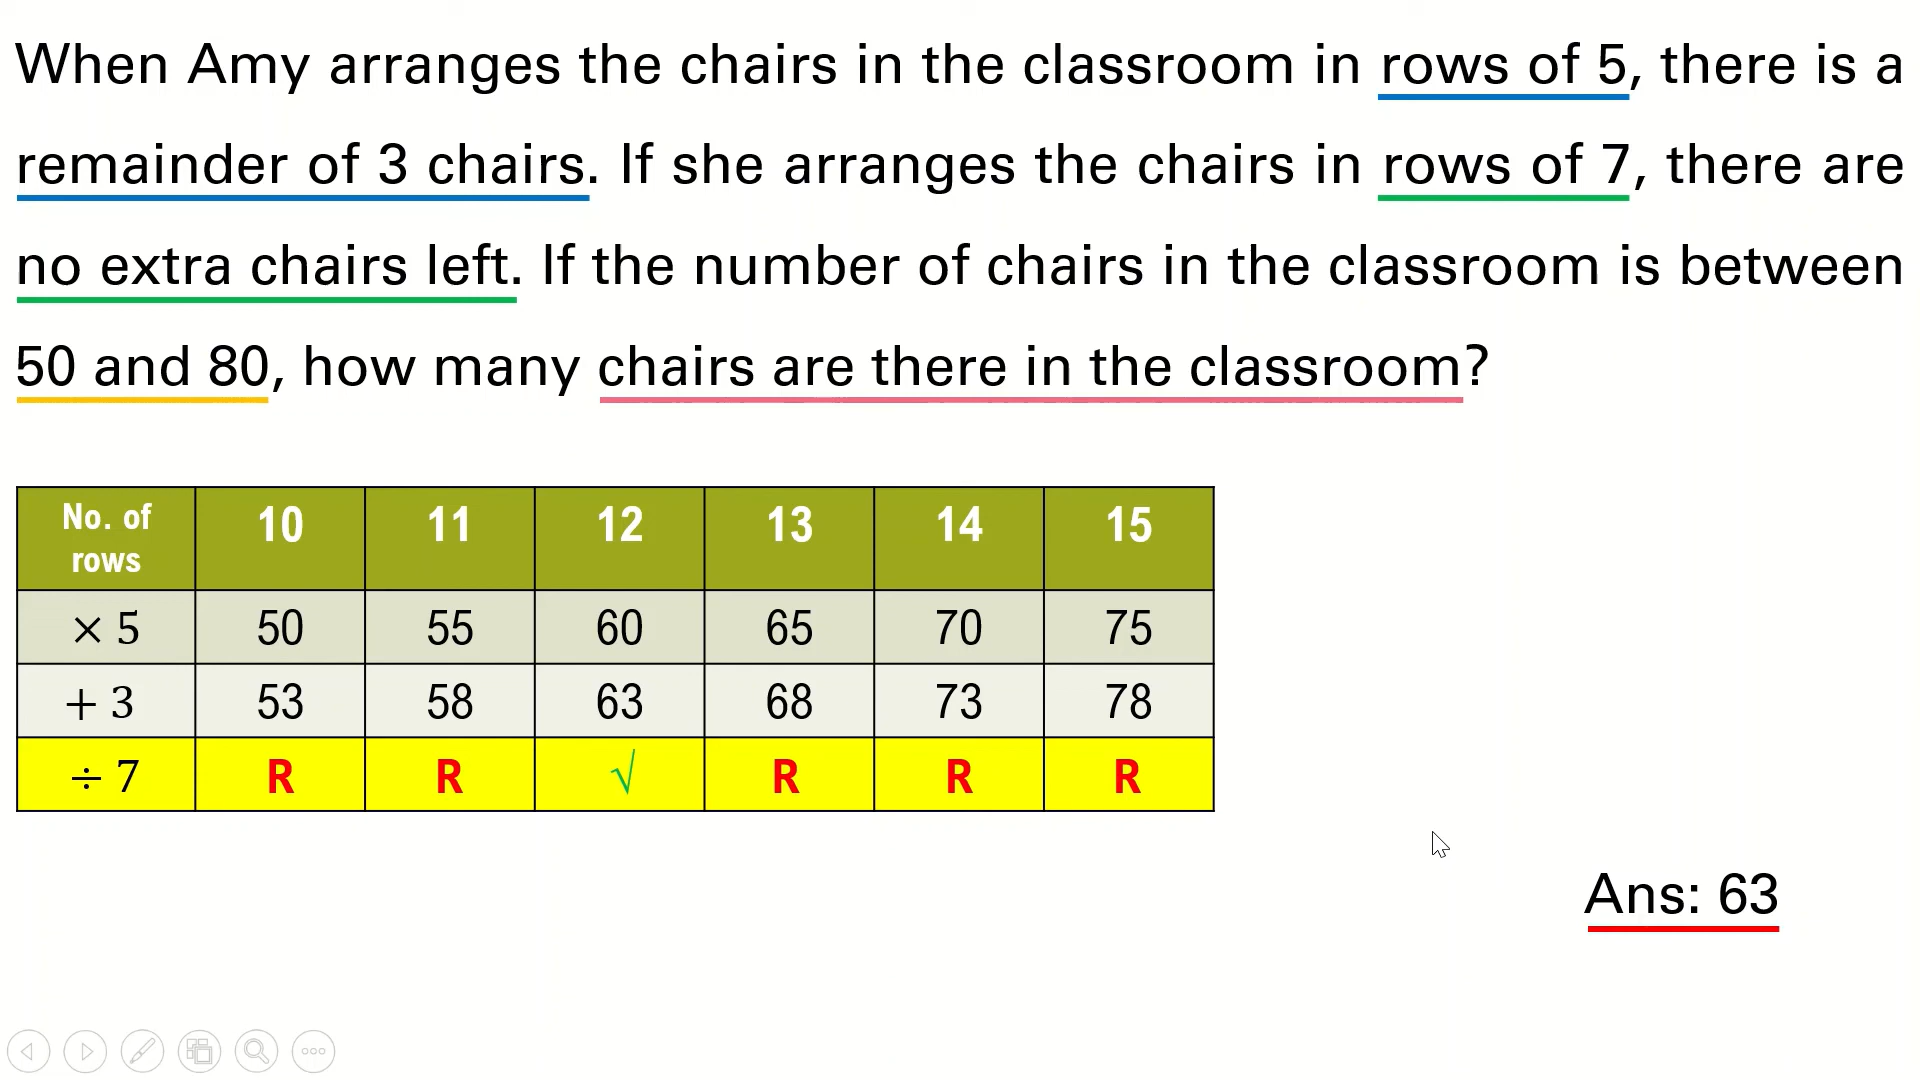 When Amy arranges the chairs in the classroom in rows of 5, there is a
remainder of 3 chairs. If she arranges the chairs in rows of 7, there are
no extra chairs left. If the number of chairs in the classroom is between
50 and 80, how many chairs are there in the classroom?
No. of rows 10 11 12 13 14 15
× 5 50 55 60 65 70 75
+ 3 53 58 63 68 73 78
÷ 7 R R √ R R R
Ans: 63